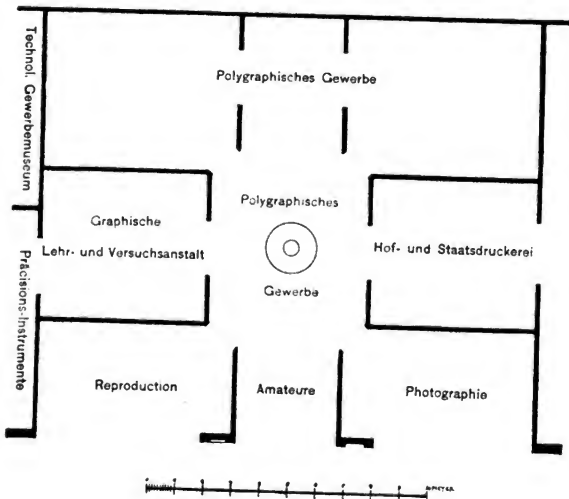 Technol. Gewerbemuseum
Polygraphisches Gewerbe
Polygraphisches
Gewerbe
Graphische
Lehr- und Versuchsanstalt
Hof- und Staatsdruckerei
Präcisions-Instrumente
Reproduction
Amateure
Photographie